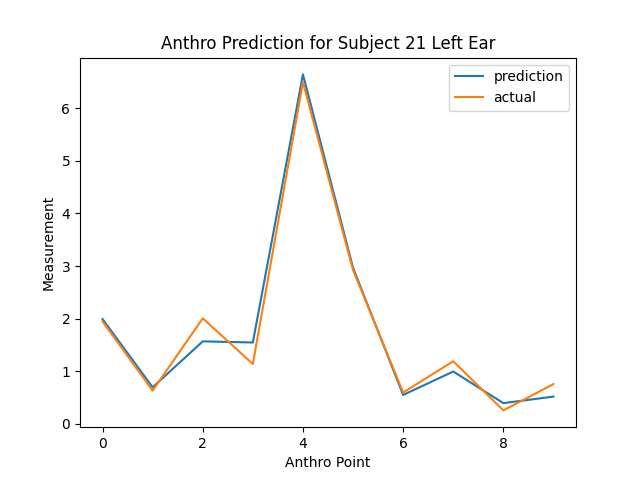 Anthro Prediction for Subject 21 Left Ear
prediction
actual
Measurement
6
5
4
3
2
1
0
0 2 4 6 8
Anthro Point